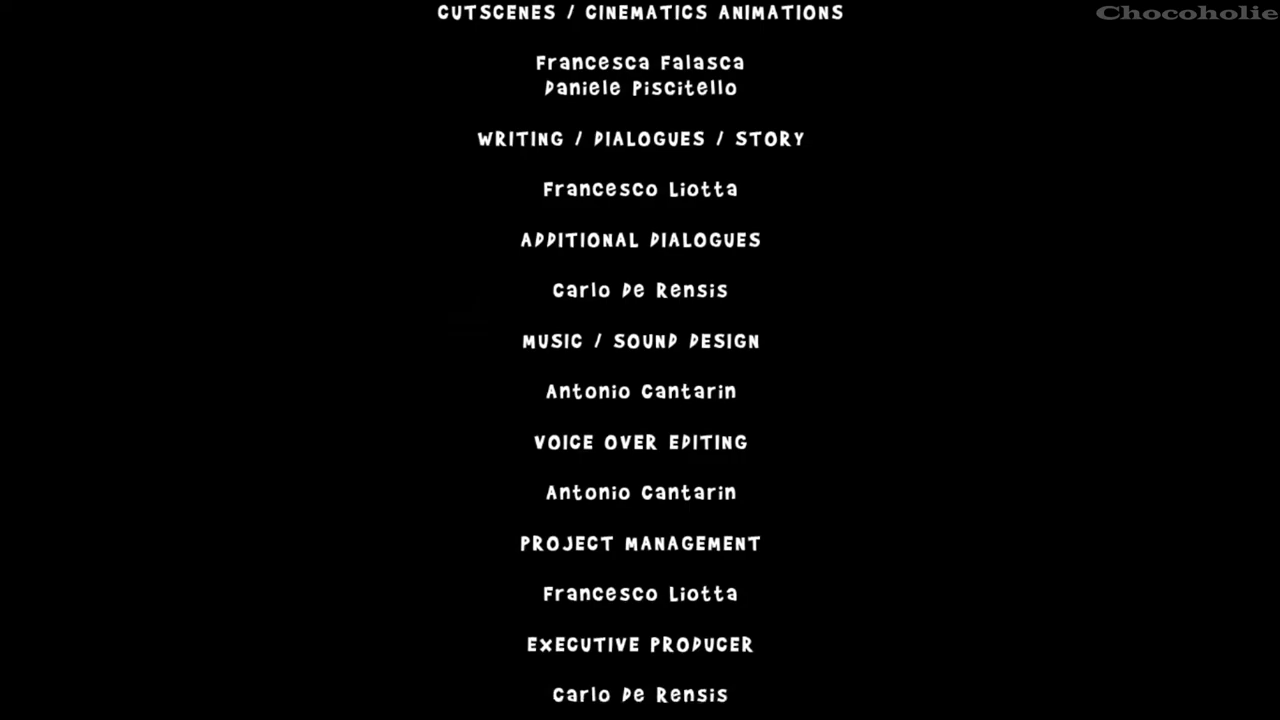 CUTSCENES / CINEMATICS ANIMATIONS
Chocoholie
Francesca Falasca
Daniele Piscitello
WRITING / DIALOGUES / STORY
Francesco Liotta
ADDITIONAL DIALOGUES
Carlo De Rensis
MUSIC / SOUND DESIGN
Antonio Cantarin
VOICE OVER EDITING
Antonio Cantarin
PROJECT MANAGEMENT
Francesco Liotta
EXECUTIVE PRODUCER
Carlo De Rensis